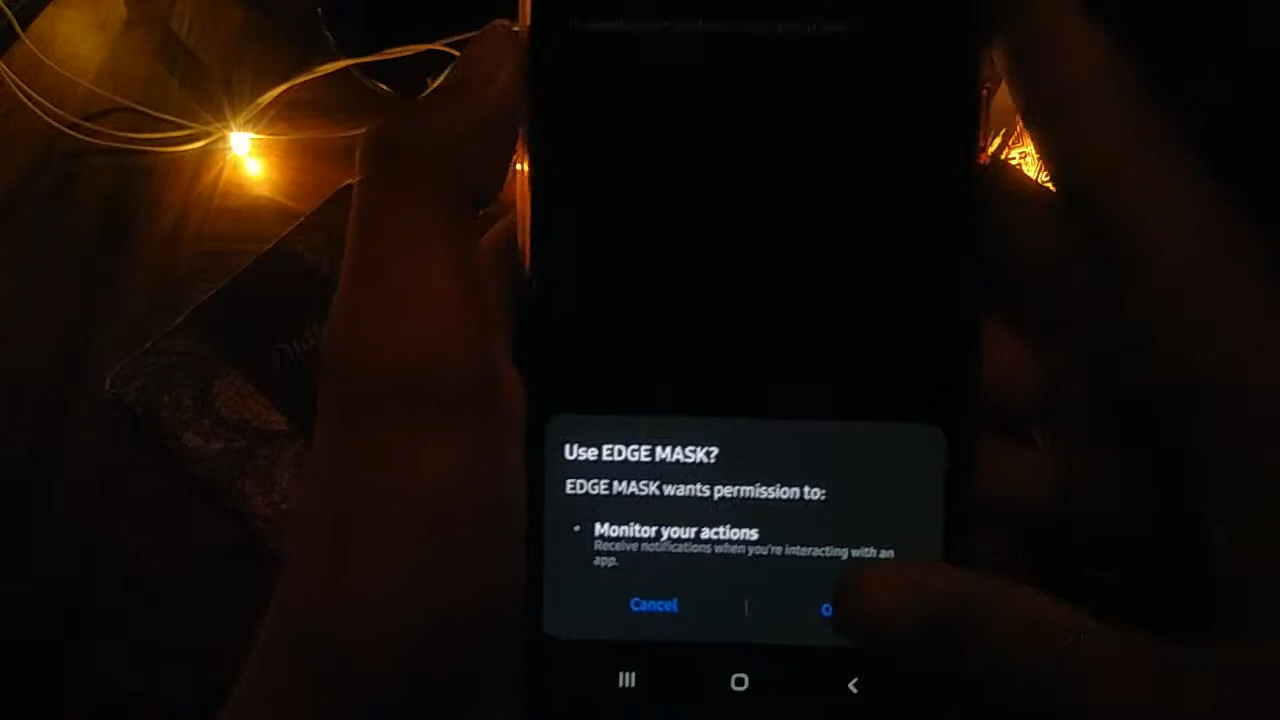 Use EDGE MASK?
EDGE MASK wants permission to:
Monitor your actions
Receive notifications when you're interacting with an
app.
Cancel